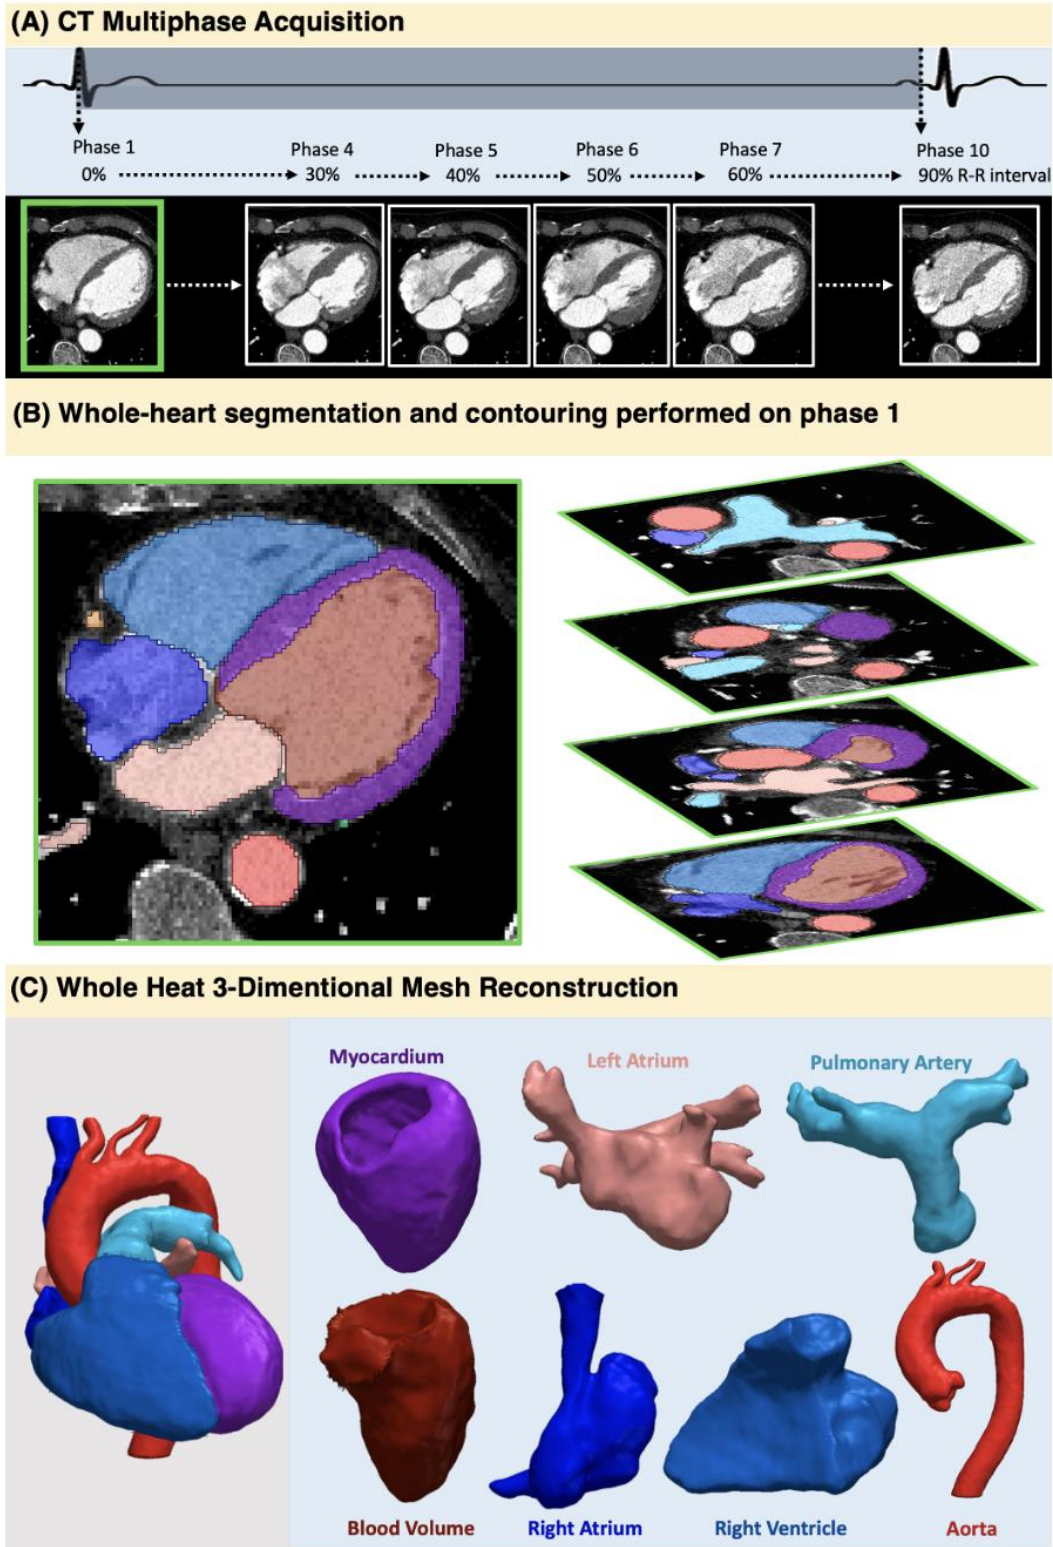 (A) CT Multiphase Acquisition
Phase 1 Phase 4 Phase 5 Phase 6 Phase 7 Phase 10
0% 30% 40% 50% 60% 90% R-R interval
(B) Whole-heart segmentation and contouring performed on phase 1
(C) Whole Heat 3-Dimentional Mesh Reconstruction
Myocardium Left Atrium Pulmonary Artery
Blood Volume Right Atrium Right Ventricle Aorta